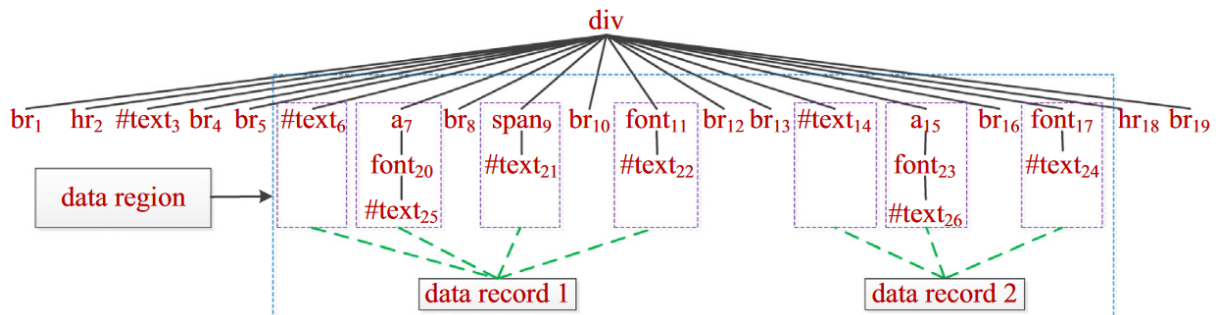 div
br₁ hr₂ #text₃ br₄ br₅ #text₆ a₇ br₈ span₉ br₁₀ font₁₁ br₁₂ br₁₃ #text₁₄ a₁₅ br₁₆ font₁₇ hr₁₈ br₁₉
font₂₀ #text₂₁ #text₂₂ font₂₃ #text₂₄
data region
#text₂₅ #text₂₆
data record 1 data record 2